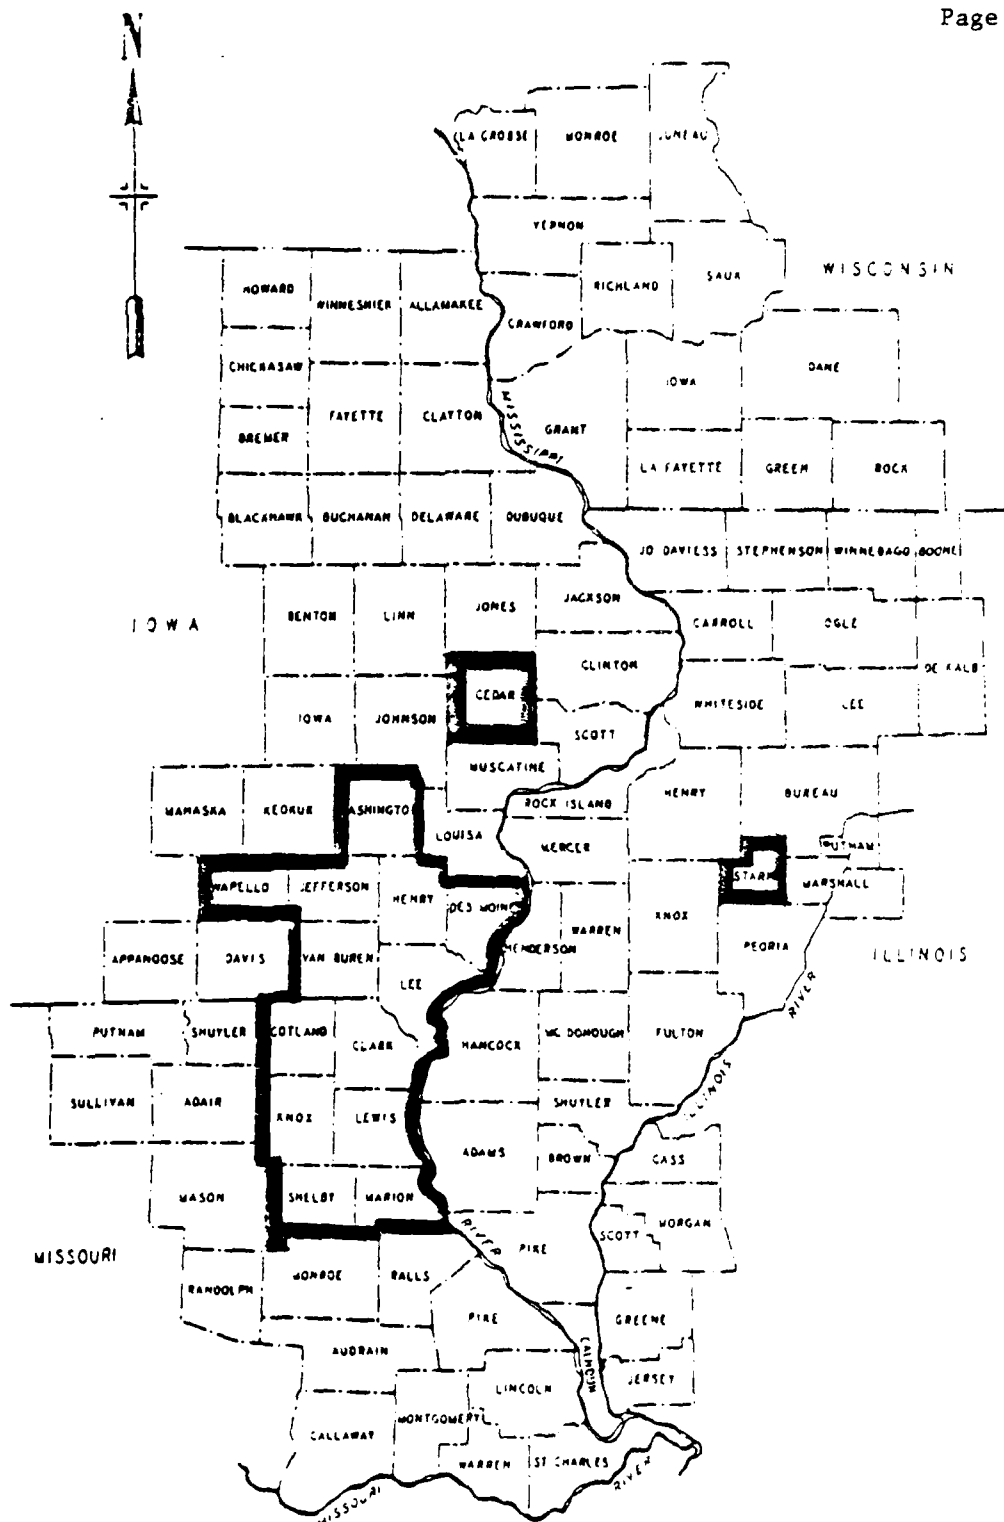 Page
N
LA CROSSE
MONROE
JUNEAU
VERNON
WISCONSIN
HOWARD
WINNESHIEK
ALLAMAKEE
RICHLAND
SAUK
CRAWFORD
CHICKASAW
IOWA
DANE
FAYETTE
CLAYTON
MISSISSIPPI
GRANT
BREMER
LA FAYETTE
GREEN
ROCK
BLACKHAWK
BUCHANAN
DELAWARE
DUBUQUE
JO DAVIESS
STEPHENSON
WINNEBAGO
BOONE
IOWA
BENTON
LINN
JONES
JACKSON
CARROLL
OGLE
CLINTON
DE KALB
CEDAR
WHITESIDE
LEE
IOWA
JOHNSON
SCOTT
MUSCATINE
HENRY
BUREAU
MAHASKA
KEOKUK
ASHINGTO
ROCK ISLAND
LOUISA
MERCER
PUTNAM
WAPELLO
JEFFERSON
STARK
MARSHALL
HENRY
DES MOIN
KNOX
WARREN
HENDERSON
PEORIA
ILLINOIS
APPANOOSE
DAVIS
VAN BUREN
LEE
RIVER
PUTNAM
SHUYLER
COTLAND
CLARK
HANCOCK
MC DONOUGH
FULTON
ILLINOIS
SULLIVAN
ADAIR
KNOX
LEWIS
SHUYLER
ADAMS
BROWN
CASS
MASON
SHELBY
MARION
RIVER
PIKE
SCOTT
MORGAN
MISSOURI
RANDOLPH
MONROE
RALLS
PIKE
GREENE
AUDRAIN
CALHOUN
LINCOLN
JERSEY
MONTGOMERY
CALLAWAY
WARREN
ST CHARLES
MISSOURI
RIVER